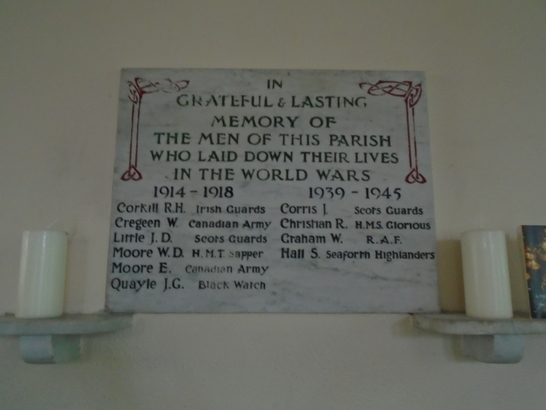 IN
GRATEFUL & LASTING
MEMORY OF
THE MEN OF THIS PARISH
WHO LAID DOWN THEIR LIVES
IN THE WORLD WARS
1914 - 1918
Corkill R.H. Irish Guards
Cregeen W. Canadian Army
Little J.D. Scots Guards
Moore W.D. H.M.T. Sapper
Moore E. Canadian Army
Quayle J.G. Black Watch
1939 - 1945
Corris J. Scots Guards
Christian R. H.M.S. Glorious
Graham W. R.A.F.
Hall S. Seaforth Highlanders